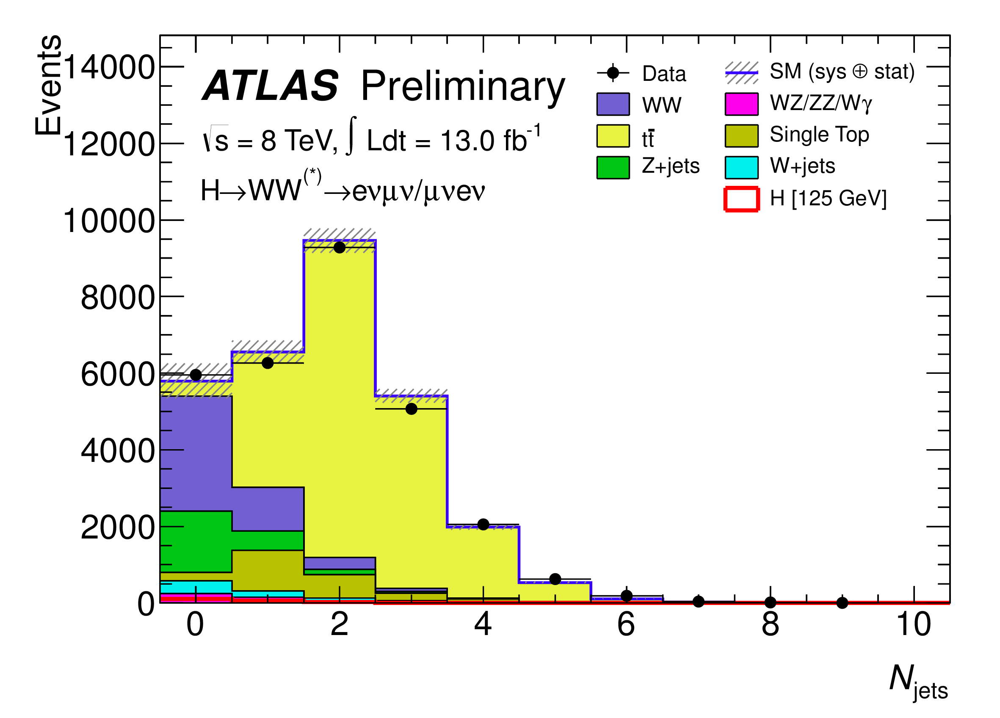 Events
14000
12000
10000
8000
6000
4000
2000
0
ATLAS Preliminary
√s = 8 TeV, ∫ Ldt = 13.0 fb⁻¹
H→WW⁽*⁾→eνμν/μνeν
Data
SM (sys ⊕ stat)
WW
WZ/ZZ/Wγ
tt̄
Single Top
Z+jets
W+jets
H [125 GeV]
0 2 4 6 8 10
N_jets